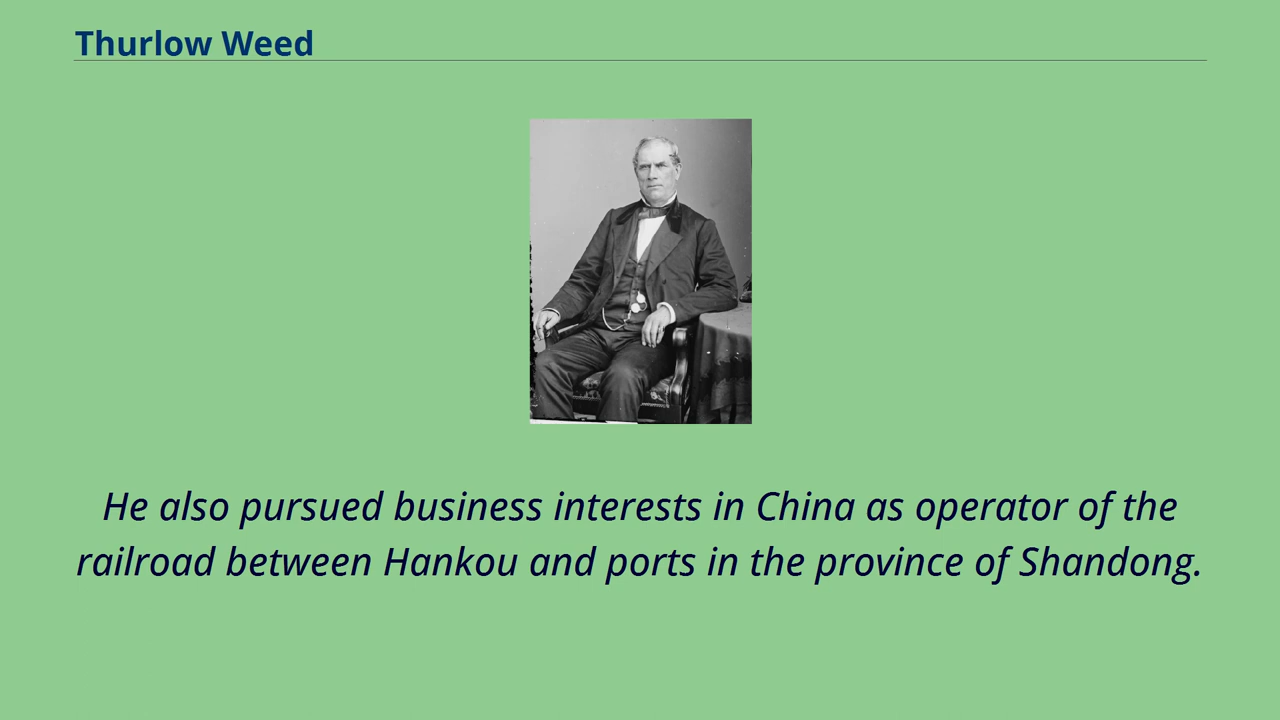 Thurlow Weed
He also pursued business interests in China as operator of the
railroad between Hankou and ports in the province of Shandong.